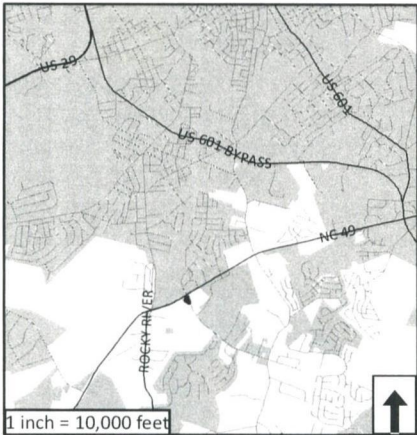 US 29
US 601
US 601 BYPASS
NC 49
ROCKY RIVER
1 inch = 10,000 feet